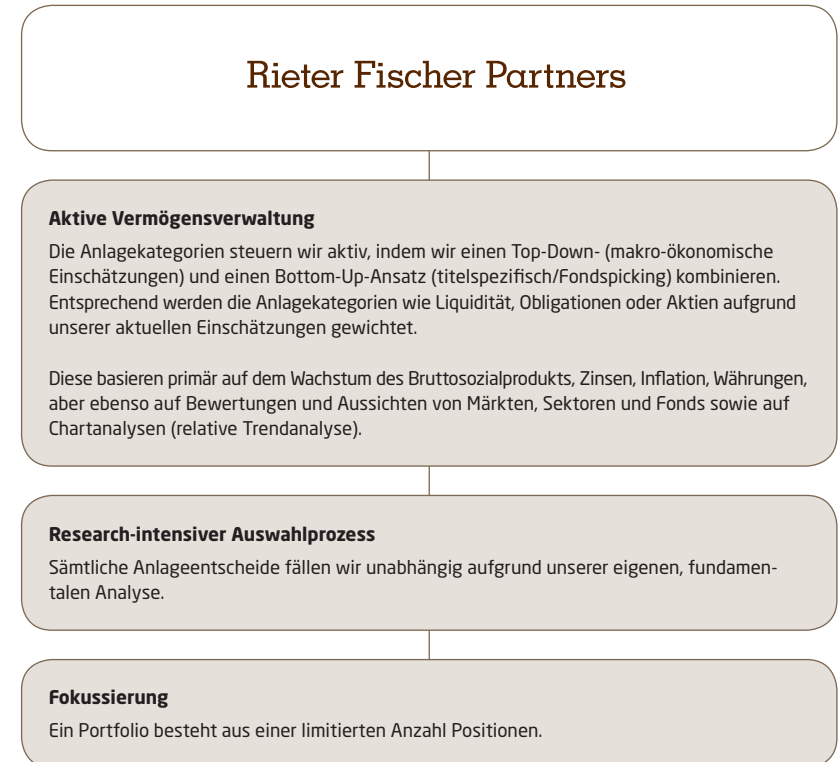 Rieter Fischer Partners
Aktive Vermögensverwaltung
Die Anlagekategorien steuern wir aktiv, indem wir einen Top-Down- (makro-ökonomische
Einschätzungen) und einen Bottom-Up-Ansatz (titelspezifisch/Fondspicking) kombinieren.
Entsprechend werden die Anlagekategorien wie Liquidität, Obligationen oder Aktien aufgrund
unserer aktuellen Einschätzungen gewichtet.
Diese basieren primär auf dem Wachstum des Bruttosozialprodukts, Zinsen, Inflation, Währungen,
aber ebenso auf Bewertungen und Aussichten von Märkten, Sektoren und Fonds sowie auf
Chartanalysen (relative Trendanalyse).
Research-intensiver Auswahlprozess
Sämtliche Anlageentscheide fällen wir unabhängig aufgrund unserer eigenen, fundamen-
talen Analyse.
Fokussierung
Ein Portfolio besteht aus einer limitierten Anzahl Positionen.